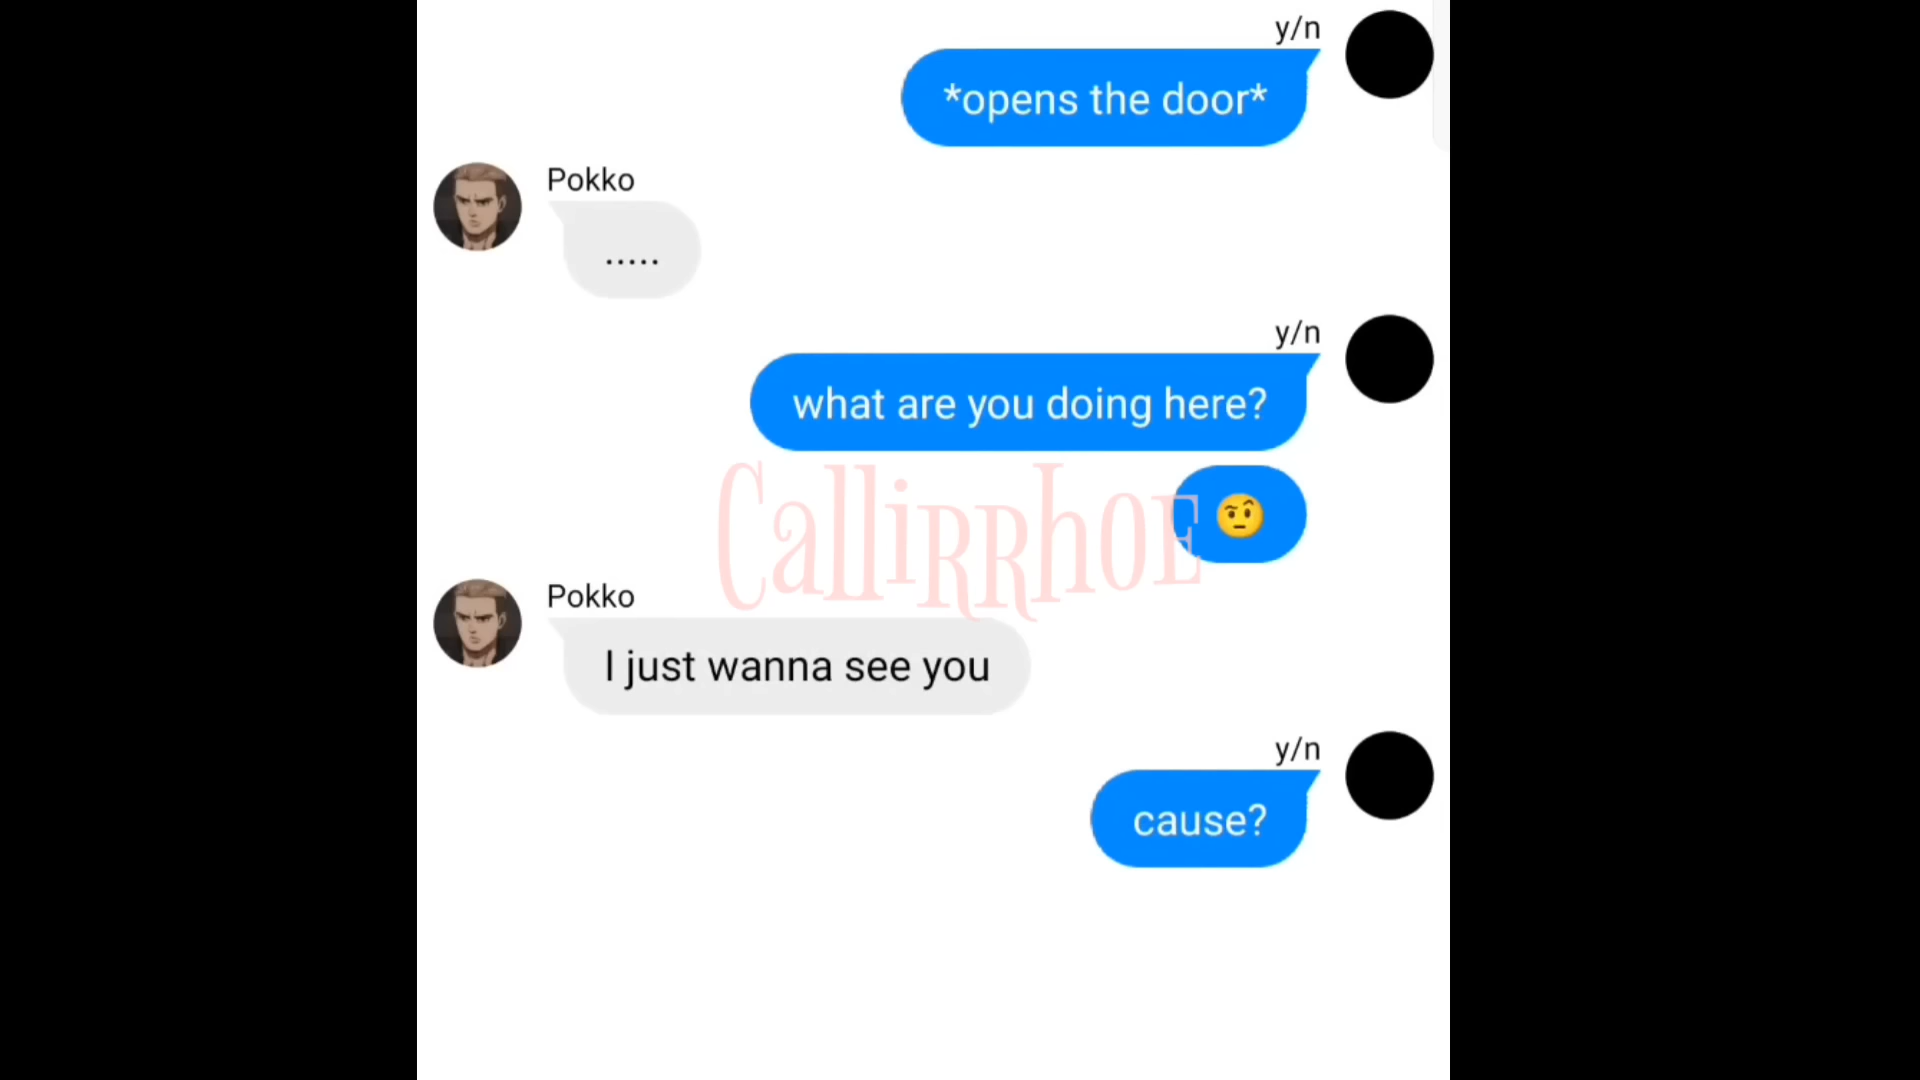 y/n
*opens the door*
Pokko
.....
y/n
what are you doing here?
🤨
CallirrhoE
Pokko
I just wanna see you
y/n
cause?